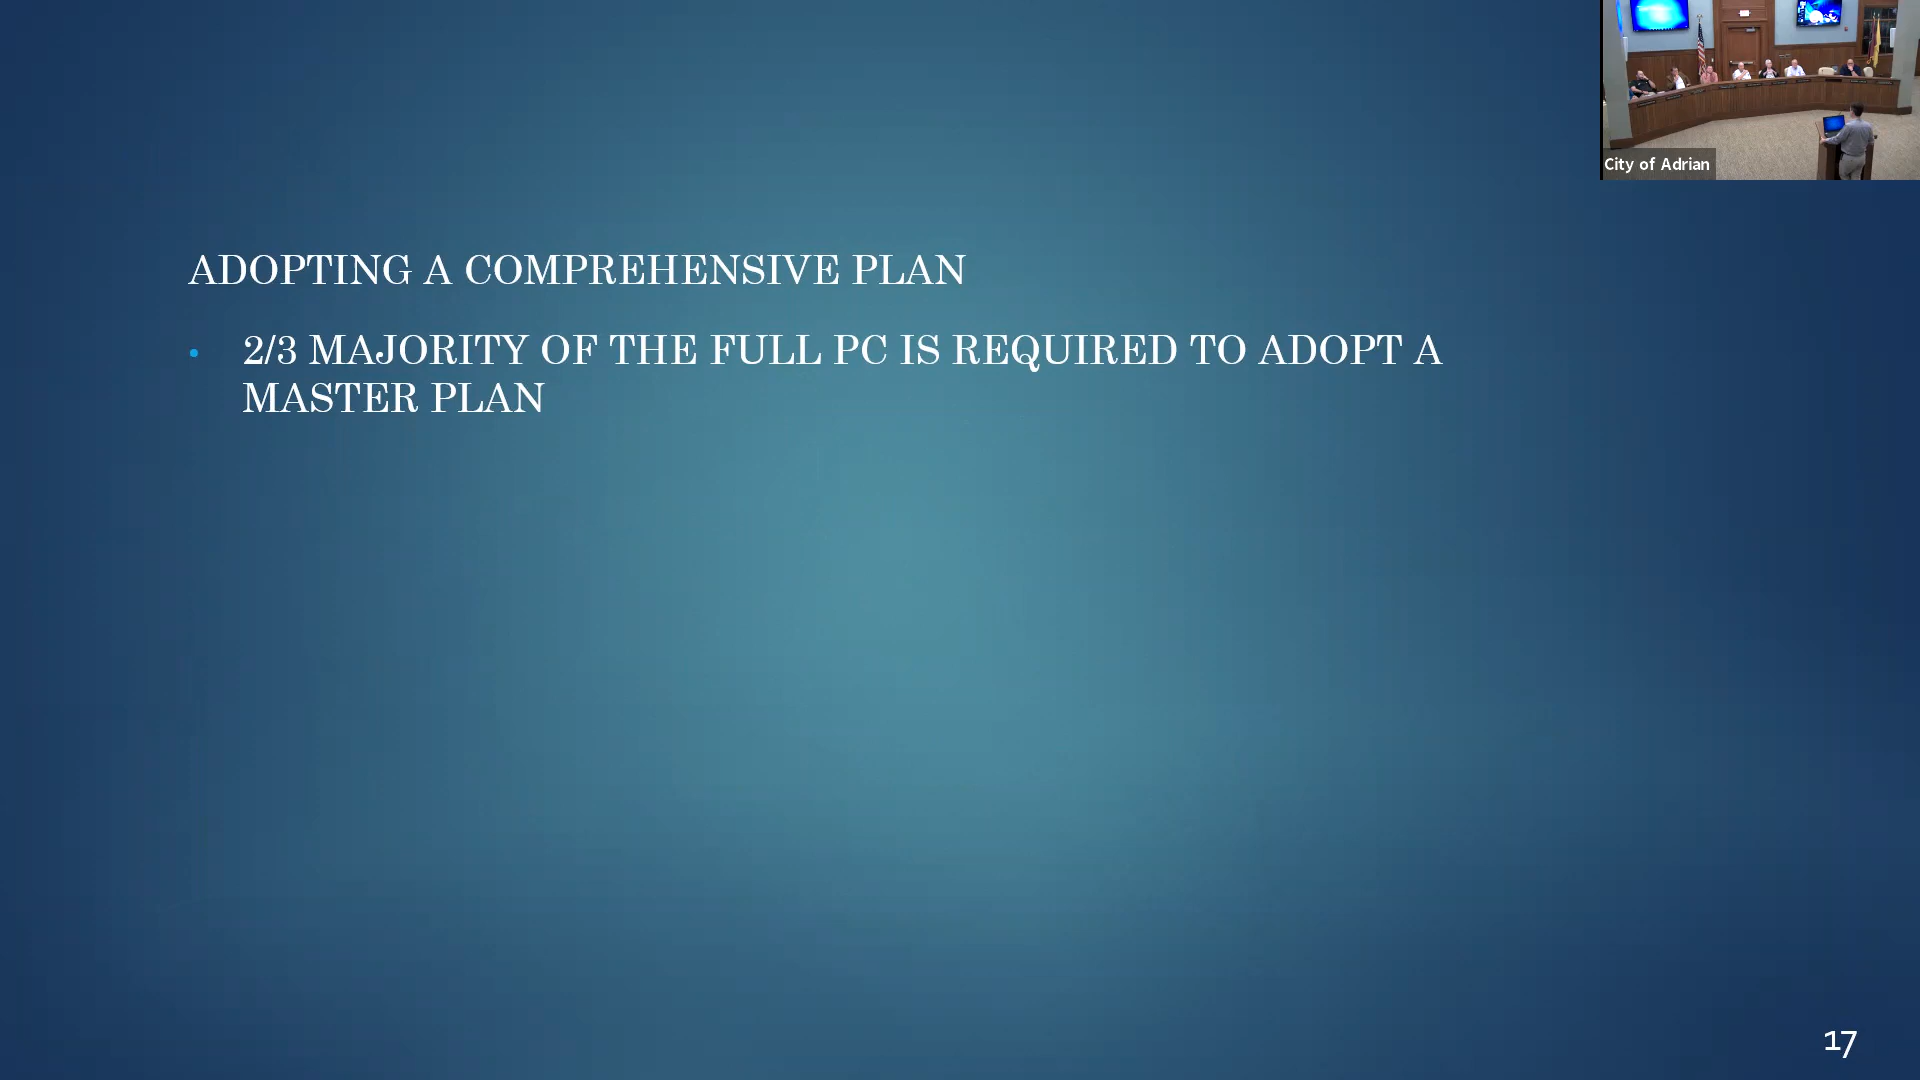 City of Adrian
ADOPTING A COMPREHENSIVE PLAN
• 2/3 MAJORITY OF THE FULL PC IS REQUIRED TO ADOPT A
MASTER PLAN
17